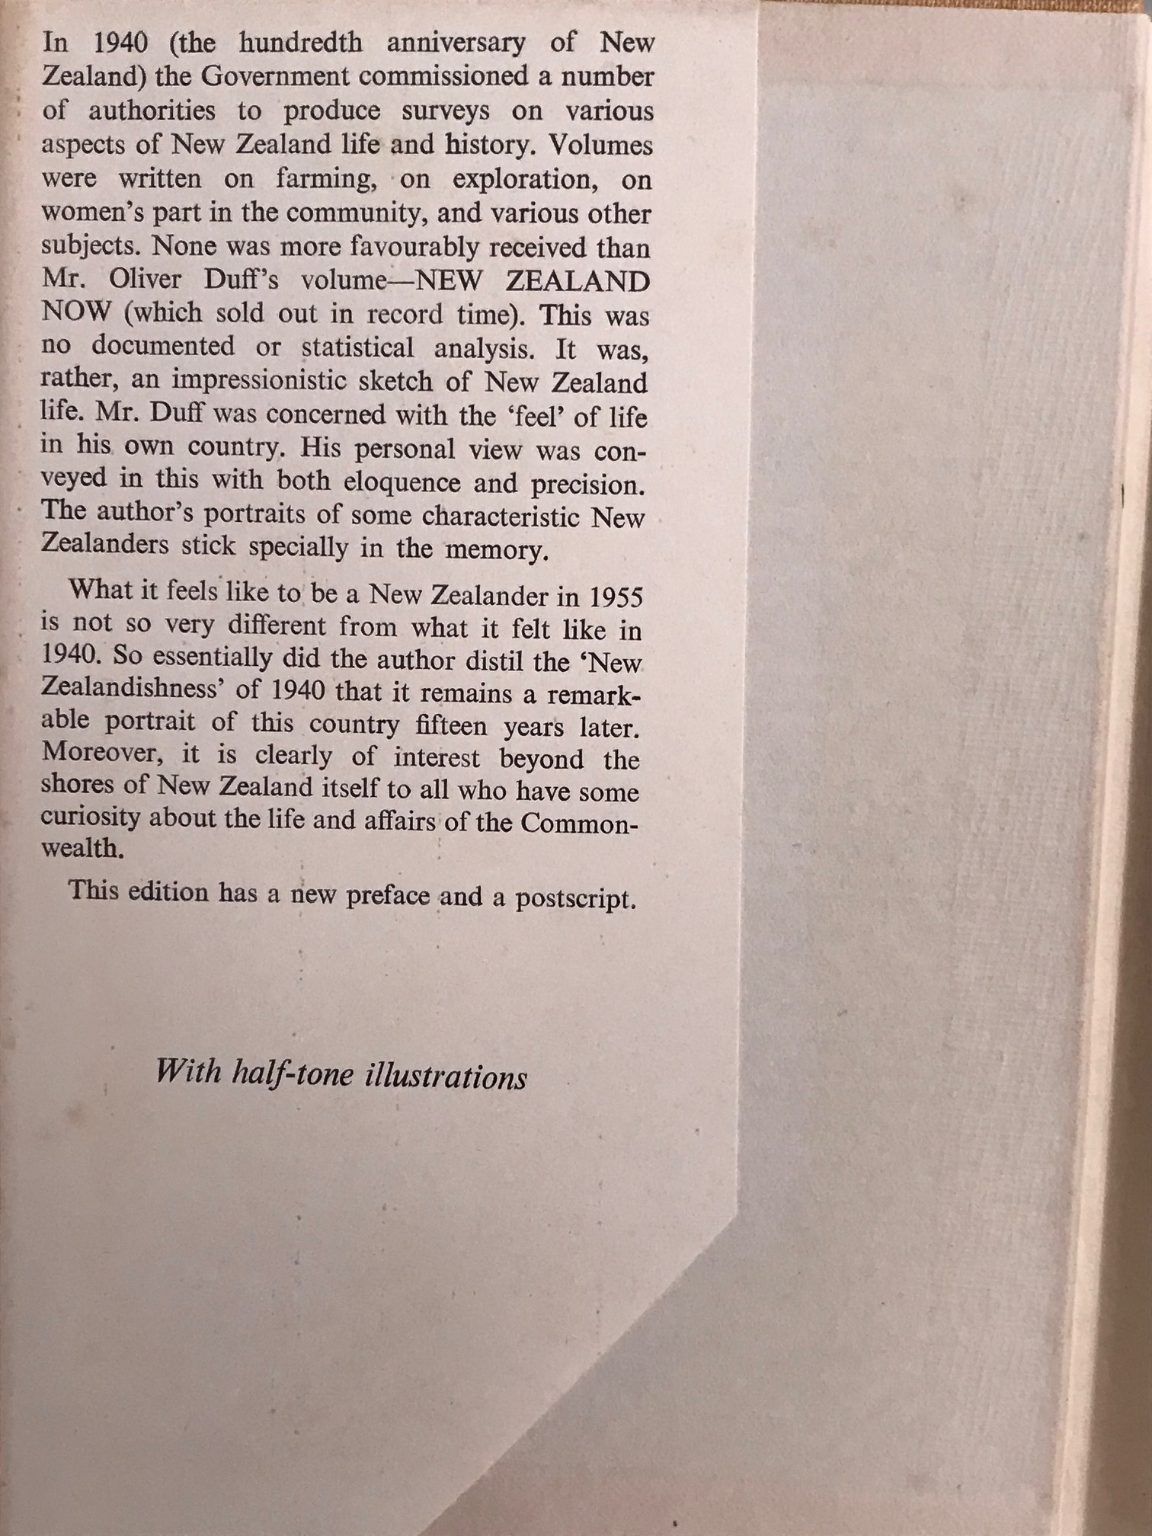 In 1940 (the hundredth anniversary of New
Zealand) the Government commissioned a number
of authorities to produce surveys on various
aspects of New Zealand life and history. Volumes
were written on farming, on exploration, on
women's part in the community, and various other
subjects. None was more favourably received than
Mr. Oliver Duff's volume—NEW ZEALAND
NOW (which sold out in record time). This was
no documented or statistical analysis. It was,
rather, an impressionistic sketch of New Zealand
life. Mr. Duff was concerned with the ‘feel’ of life
in his own country. His personal view was con-
veyed in this with both eloquence and precision.
The author's portraits of some characteristic New
Zealanders stick specially in the memory.
What it feels like to be a New Zealander in 1955
is not so very different from what it felt like in
1940. So essentially did the author distil the ‘New
Zealandishness’ of 1940 that it remains a remark-
able portrait of this country fifteen years later.
Moreover, it is clearly of interest beyond the
shores of New Zealand itself to all who have some
curiosity about the life and affairs of the Common-
wealth.
This edition has a new preface and a postscript.
With half-tone illustrations